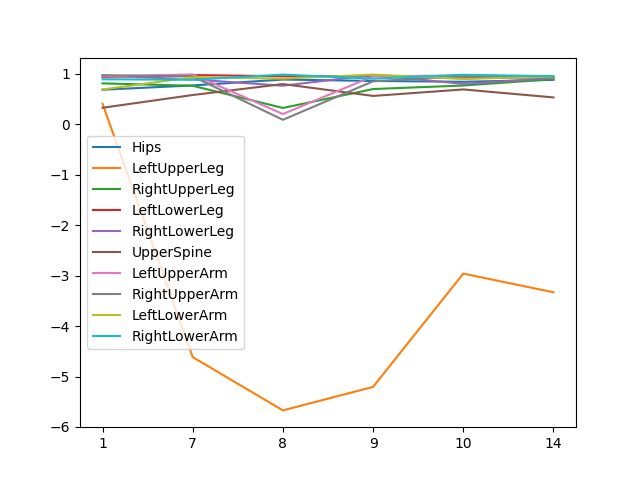 1
0
−1
−2
−3
−4
−5
−6
Hips
LeftUpperLeg
RightUpperLeg
LeftLowerLeg
RightLowerLeg
UpperSpine
LeftUpperArm
RightUpperArm
LeftLowerArm
RightLowerArm
1 7 8 9 10 14